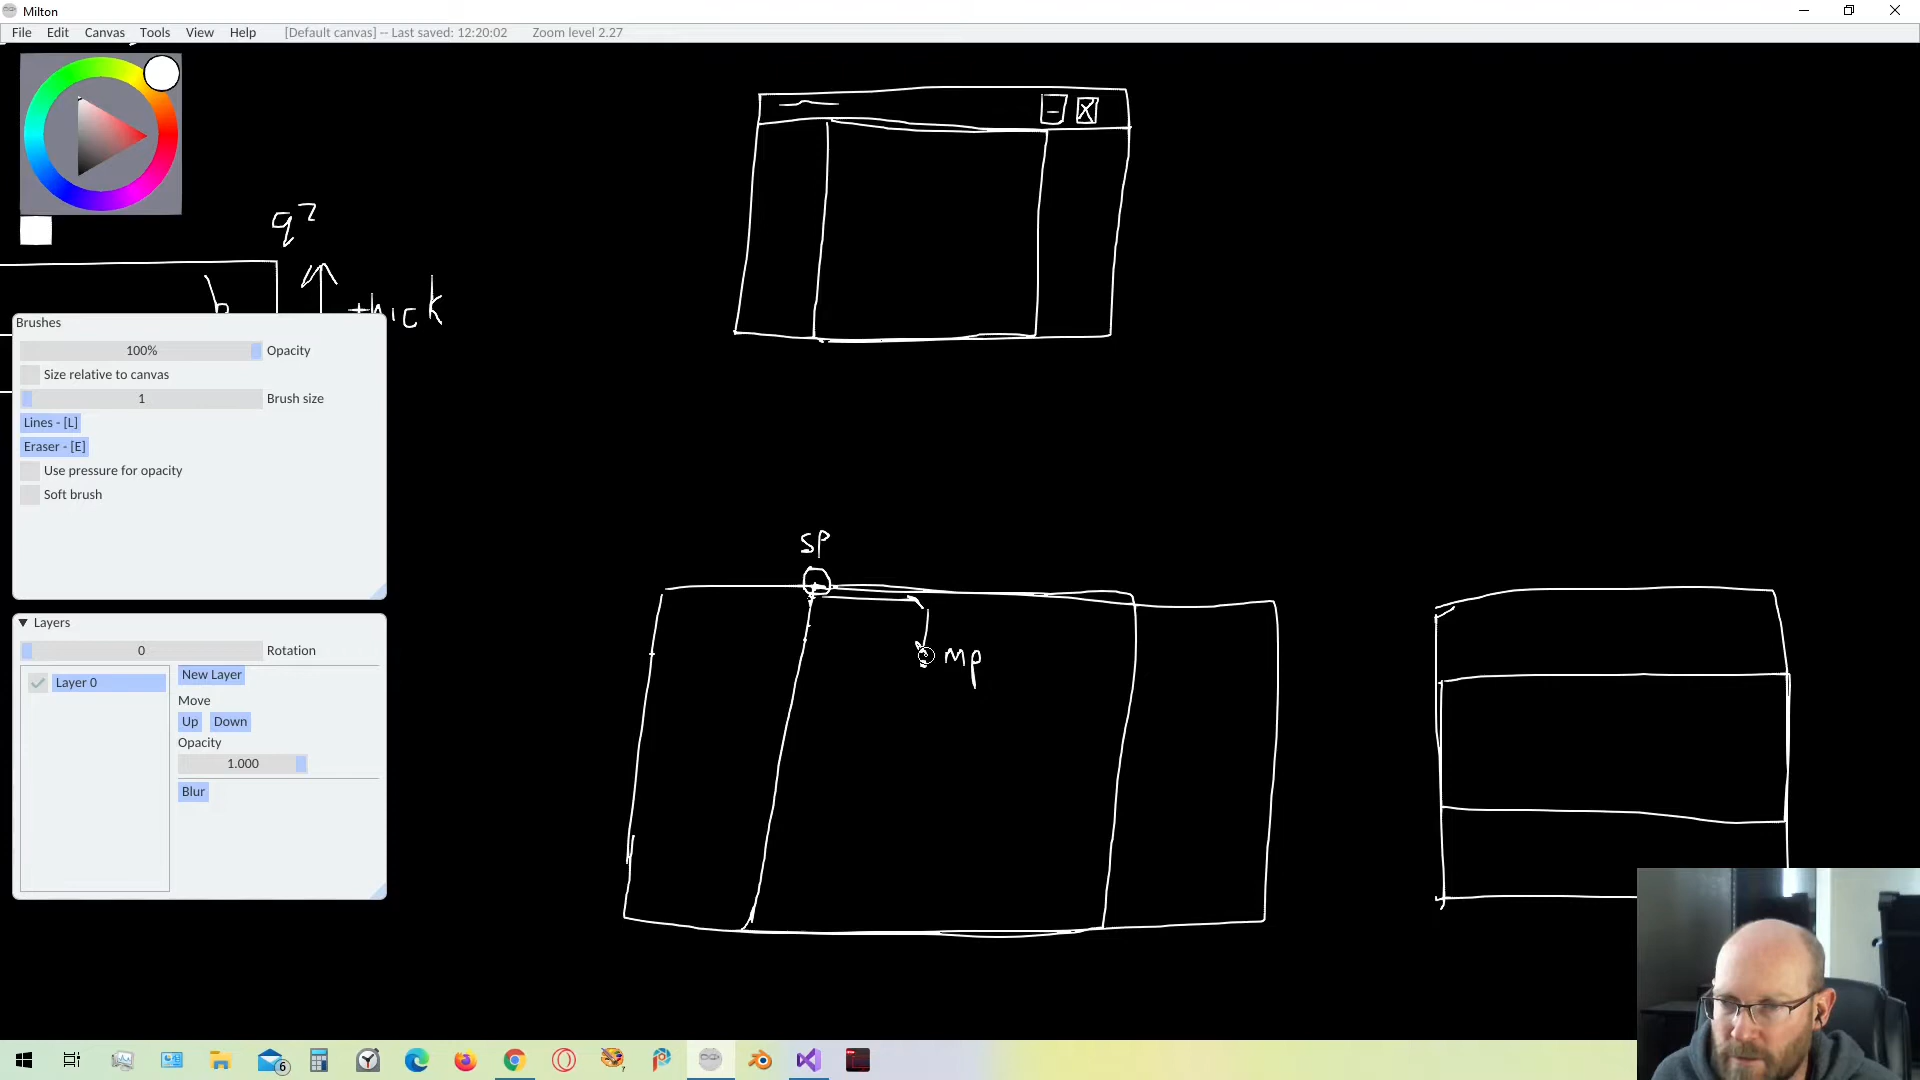 Milton
File Edit Canvas Tools View Help [Default canvas] -- Last saved: 12:20:02 Zoom level 2.27
q2
b
thick
Brushes
100% Opacity
Size relative to canvas
1 Brush size
Lines - [L]
Eraser - [E]
Use pressure for opacity
Soft brush
SP
MP
Layers
0 Rotation
Layer 0
New Layer
Move
Up Down
Opacity
1.000
Blur
6